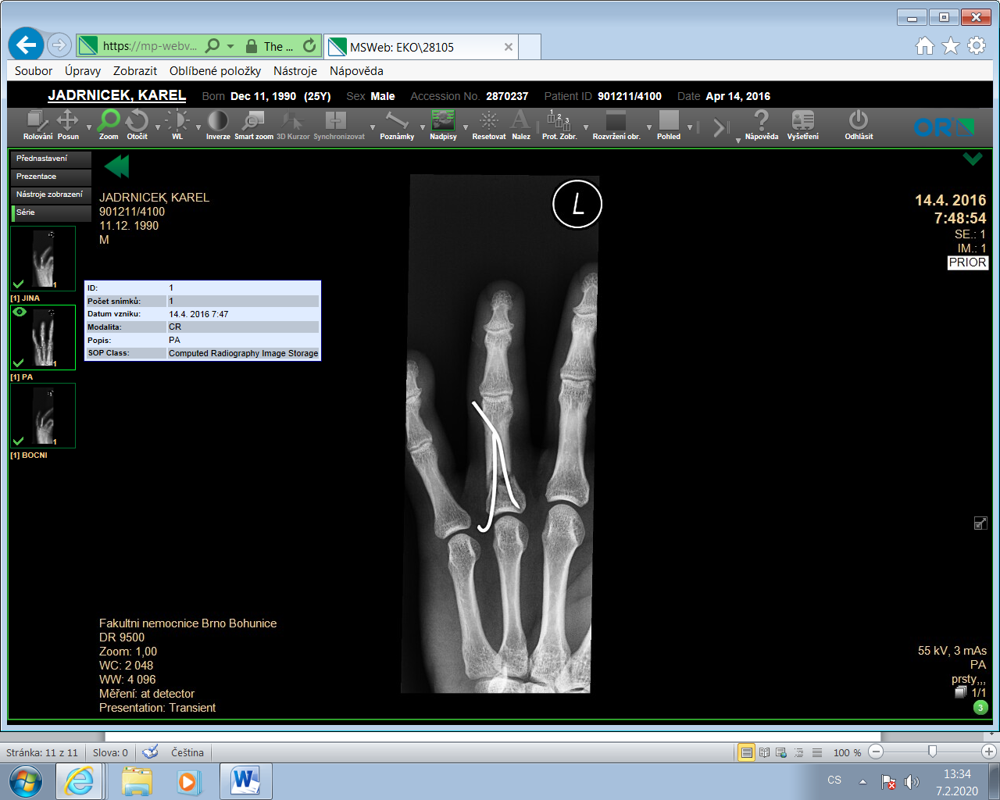 https://mp-webv...
The ...
MSWeb: EKO\28105
Soubor Úpravy Zobrazit Oblíbené položky Nástroje Nápověda
JADRNICEK, KAREL Born Dec 11, 1990 (25Y) Sex Male Accession No. 2870237 Patient ID 901211/4100 Date Apr 14, 2016
Rolování Posun Zoom Otočit WL Inverze Smart zoom 3D Kurzor Synchronizovat Poznámky Nadpisy Resetovat Nalez Prot. Zobr. Rozvržení obr. Pohled Nápověda Vyšetření Odhlásit
Přednastavení
Prezentace
Nástroje zobrazení
Série
1
[1] JINA
1
[1] PA
1
[1] BOCNI
JADRNICEK, KAREL
901211/4100
11.12. 1990
M
ID: 1
Počet snímků: 1
Datum vzniku: 14.4. 2016 7:47
Modalita: CR
Popis: PA
SOP Class: Computed Radiography Image Storage
L
14.4. 2016
7:48:54
SE.: 1
IM.: 1
PRIOR
Fakultni nemocnice Brno Bohunice
DR 9500
Zoom: 1,00
WC: 2 048
WW: 4 096
Měření: at detector
Presentation: Transient
55 kV, 3 mAs
PA
prsty,,,
1/1
3
Stránka: 11 z 11 Slova: 0 Čeština 100 %
CS
13:34
7.2.2020